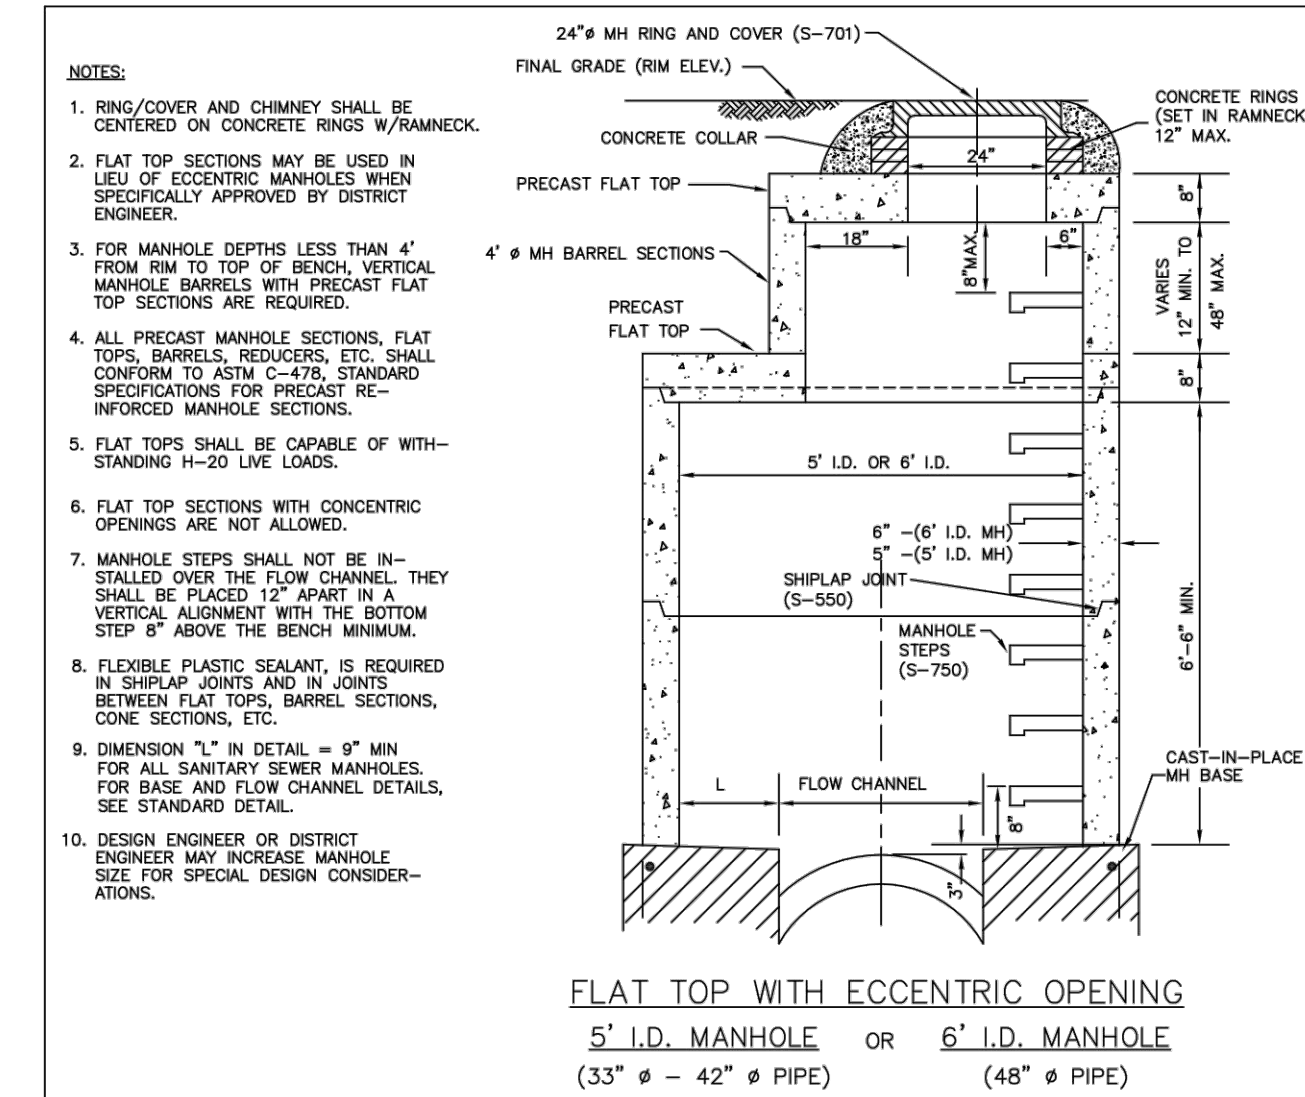 NOTES:
1. RING/COVER AND CHIMNEY SHALL BE
CENTERED ON CONCRETE RINGS W/RAMNECK.
2. FLAT TOP SECTIONS MAY BE USED IN
LIEU OF ECCENTRIC MANHOLES WHEN
SPECIFICALLY APPROVED BY DISTRICT
ENGINEER.
3. FOR MANHOLE DEPTHS LESS THAN 4'
FROM RIM TO TOP OF BENCH, VERTICAL
MANHOLE BARRELS WITH PRECAST FLAT
TOP SECTIONS ARE REQUIRED.
4. ALL PRECAST MANHOLE SECTIONS, FLAT
TOPS, BARRELS, REDUCERS, ETC. SHALL
CONFORM TO ASTM C-478, STANDARD
SPECIFICATIONS FOR PRECAST RE-
INFORCED MANHOLE SECTIONS.
5. FLAT TOPS SHALL BE CAPABLE OF WITH-
STANDING H-20 LIVE LOADS.
6. FLAT TOP SECTIONS WITH CONCENTRIC
OPENINGS ARE NOT ALLOWED.
7. MANHOLE STEPS SHALL NOT BE IN-
STALLED OVER THE FLOW CHANNEL. THEY
SHALL BE PLACED 12" APART IN A
VERTICAL ALIGNMENT WITH THE BOTTOM
STEP 8" ABOVE THE BENCH MINIMUM.
8. FLEXIBLE PLASTIC SEALANT, IS REQUIRED
IN SHIPLAP JOINTS AND IN JOINTS
BETWEEN FLAT TOPS, BARREL SECTIONS,
CONE SECTIONS, ETC.
9. DIMENSION "L" IN DETAIL = 9" MIN
FOR ALL SANITARY SEWER MANHOLES.
FOR BASE AND FLOW CHANNEL DETAILS,
SEE STANDARD DETAIL.
10. DESIGN ENGINEER OR DISTRICT
ENGINEER MAY INCREASE MANHOLE
SIZE FOR SPECIAL DESIGN CONSIDER-
ATIONS.
24"ø MH RING AND COVER (S-701)
FINAL GRADE (RIM ELEV.)
CONCRETE COLLAR
PRECAST FLAT TOP
4' ø MH BARREL SECTIONS
PRECAST
FLAT TOP
CONCRETE RINGS
(SET IN RAMNECK
12" MAX.
24"
18"
6"
8"MAX.
8"
VARIES
12" MIN. TO
48" MAX.
8"
5' I.D. OR 6' I.D.
6" -(6' I.D. MH)
5" -(5' I.D. MH)
SHIPLAP JOINT
(S-550)
MANHOLE
STEPS
(S-750)
6'-6" MIN.
CAST-IN-PLACE
MH BASE
L
FLOW CHANNEL
8"
3"
FLAT TOP WITH ECCENTRIC OPENING
5' I.D. MANHOLE OR 6' I.D. MANHOLE
(33" ø - 42" ø PIPE) (48" ø PIPE)